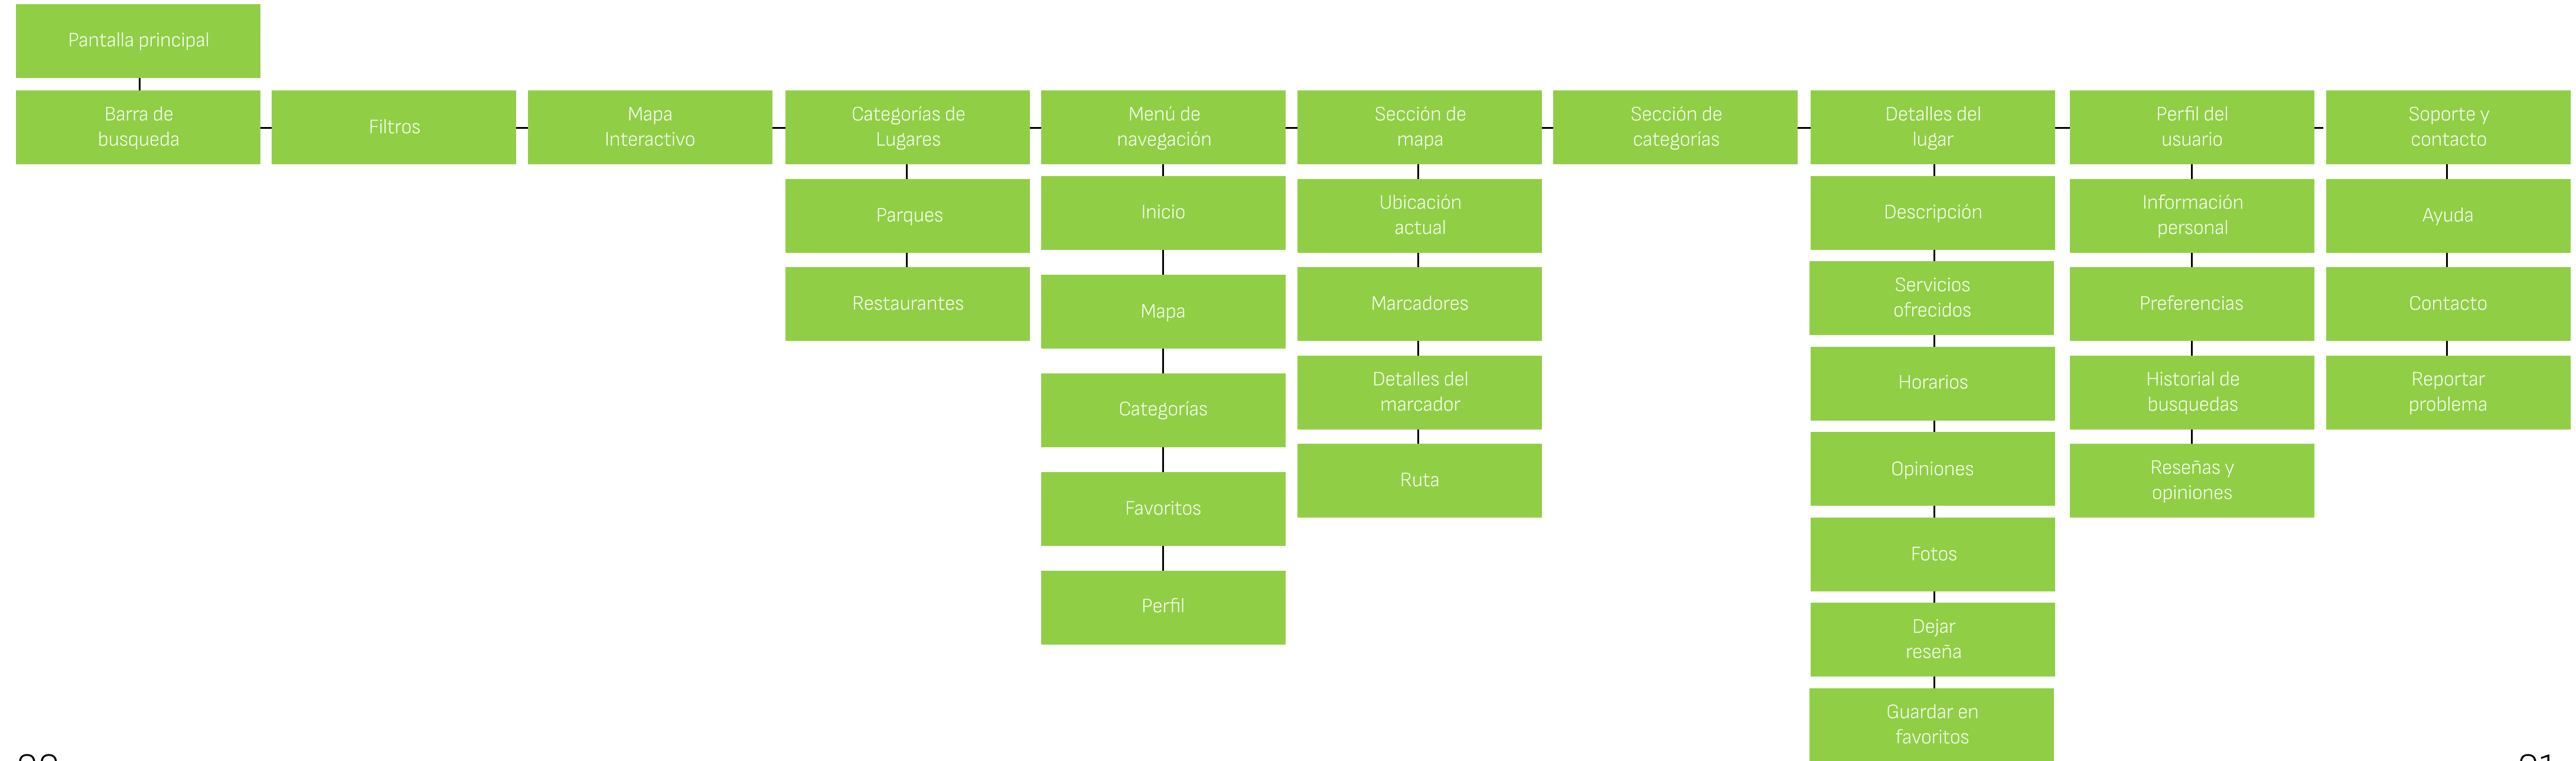 Pantalla principal
Barra de
busqueda
Filtros
Mapa
Interactivo
Categorías de
Lugares
Parques
Restaurantes
Menú de
navegación
Inicio
Mapa
Categorías
Favoritos
Perfil
Sección de
mapa
Ubicación
actual
Marcadores
Detalles del
marcador
Ruta
Sección de
categorías
Detalles del
lugar
Descripción
Servicios
ofrecidos
Horarios
Opiniones
Fotos
Dejar
reseña
Guardar en
favoritos
Perfil del
usuario
Información
personal
Preferencias
Historial de
busquedas
Reseñas y
opiniones
Soporte y
contacto
Ayuda
Contacto
Reportar
problema